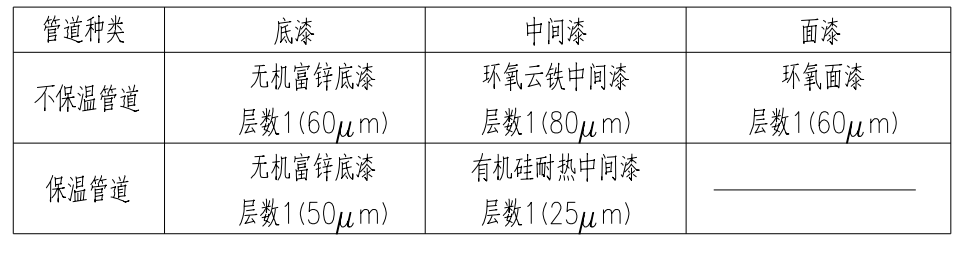 管道种类 底漆 中间漆 面漆
不保温管道
无机富锌底漆 环氧云铁中间漆 环氧面漆
层数1(60μm) 层数1(80μm) 层数1(60μm)
保温管道
无机富锌底漆 有机硅耐热中间漆
层数1(50μm) 层数1(25μm)